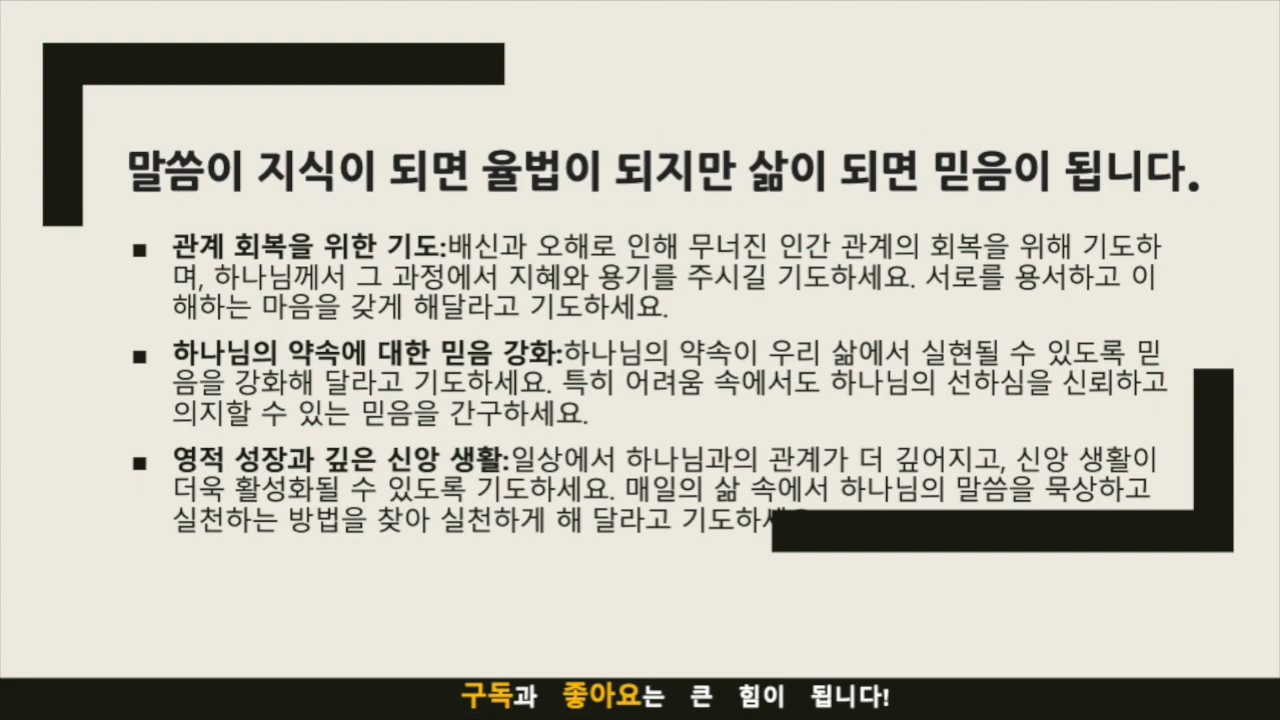 말씀이 지식이 되면 율법이 되지만 삶이 되면 믿음이 됩니다.
■ 관계 회복을 위한 기도:배신과 오해로 인해 무너진 인간 관계의 회복을 위해 기도하
며, 하나님께서 그 과정에서 지혜와 용기를 주시길 기도하세요. 서로를 용서하고 이
해하는 마음을 갖게 해달라고 기도하세요.
■ 하나님의 약속에 대한 믿음 강화:하나님의 약속이 우리 삶에서 실현될 수 있도록 믿
음을 강화해 달라고 기도하세요. 특히 어려움 속에서도 하나님의 선하심을 신뢰하고
의지할 수 있는 믿음을 간구하세요.
■ 영적 성장과 깊은 신앙 생활:일상에서 하나님과의 관계가 더 깊어지고, 신앙 생활이
더욱 활성화될 수 있도록 기도하세요. 매일의 삶 속에서 하나님의 말씀을 묵상하고
실천하는 방법을 찾아 실천하게 해 달라고
구독과 좋아요는 큰 힘이 됩니다!